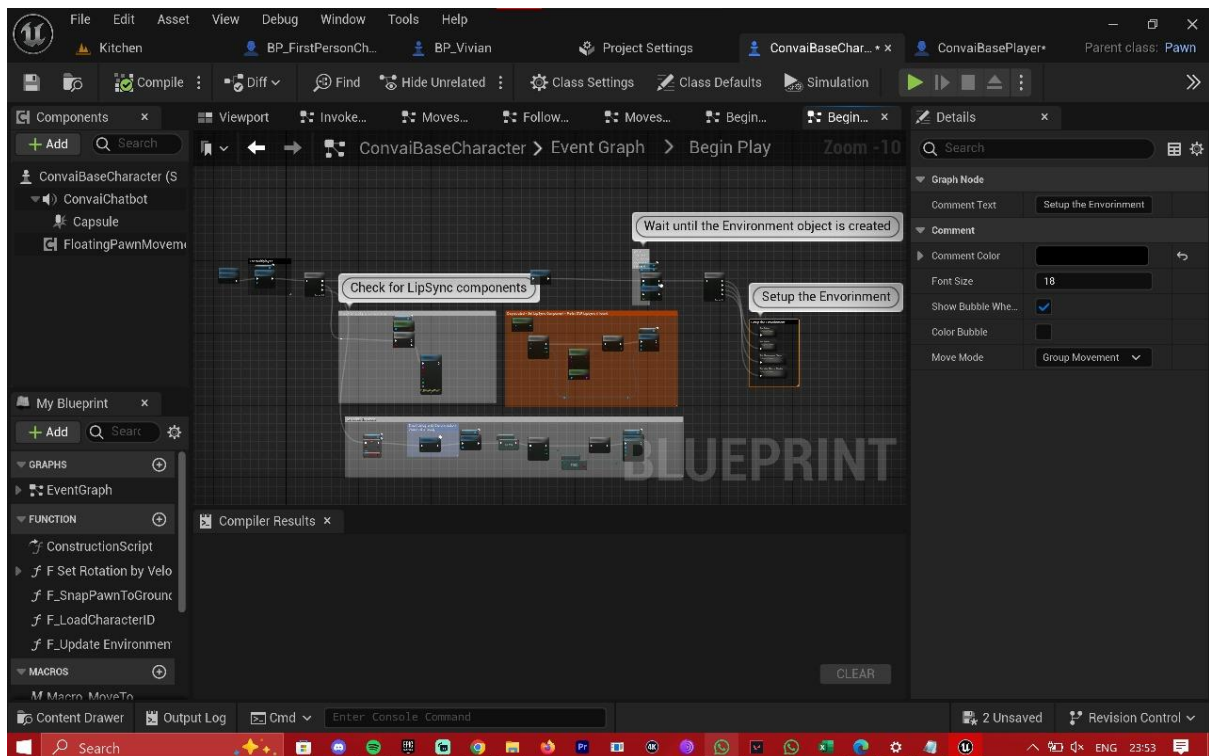 File Edit Asset View Debug Window Tools Help
Kitchen BP_FirstPersonCh... BP_Vivian Project Settings ConvaiBaseChar... • × ConvaiBasePlayer• Parent class: Pawn
Compile Diff Find Hide Unrelated Class Settings Class Defaults Simulation
Components × Viewport Invoke... Moves... Follow... Moves... Begin... Begin... × Details ×
+ Add Search ConvaiBaseCharacter > Event Graph > Begin Play Zoom -10 Search
ConvaiBaseCharacter (S
ConvaiChatbot
Capsule
FloatingPawnMoveme
Wait until the Environment object is created
Check for LipSync components
Setup the Envorinment
BLUEPRINT
Graph Node
Comment Text Setup the Envorinment
Comment
Comment Color
Font Size 18
Show Bubble Whe...
Color Bubble
Move Mode Group Movement
My Blueprint ×
+ Add Searc
GRAPHS
EventGraph
FUNCTION
ConstructionScript
F Set Rotation by Velo
F_SnapPawnToGround
F_LoadCharacterID
F_Update Environmen
MACROS
M Macro_MoveTo
Compiler Results ×
CLEAR
Content Drawer Output Log Cmd Enter Console Command 2 Unsaved Revision Control
Search ENG 23:53